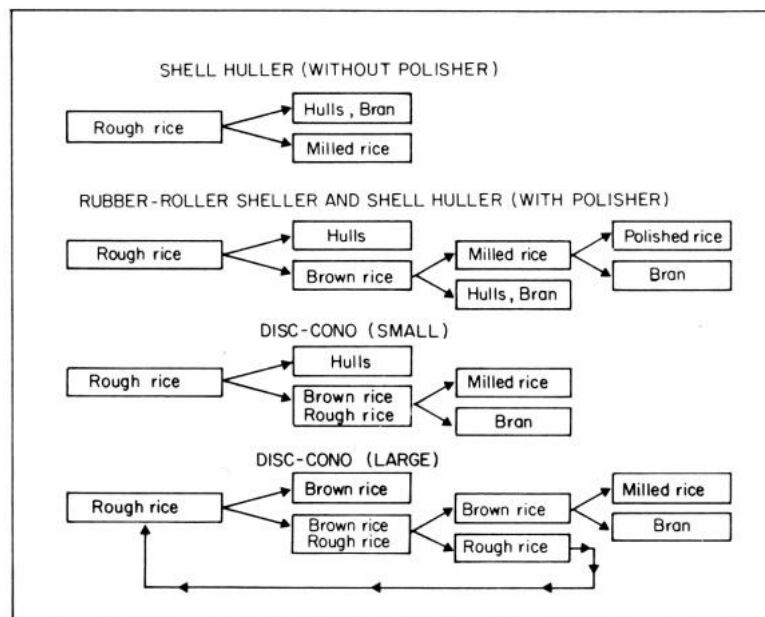 SHELL HULLER (WITHOUT POLISHER)
Rough rice
Hulls, Bran
Milled rice
RUBBER-ROLLER SHELLER AND SHELL HULLER (WITH POLISHER)
Rough rice
Hulls
Brown rice
Milled rice
Hulls, Bran
Polished rice
Bran
DISC-CONO (SMALL)
Rough rice
Hulls
Brown rice
Rough rice
Milled rice
Bran
DISC-CONO (LARGE)
Rough rice
Brown rice
Brown rice
Rough rice
Brown rice
Rough rice
Milled rice
Bran